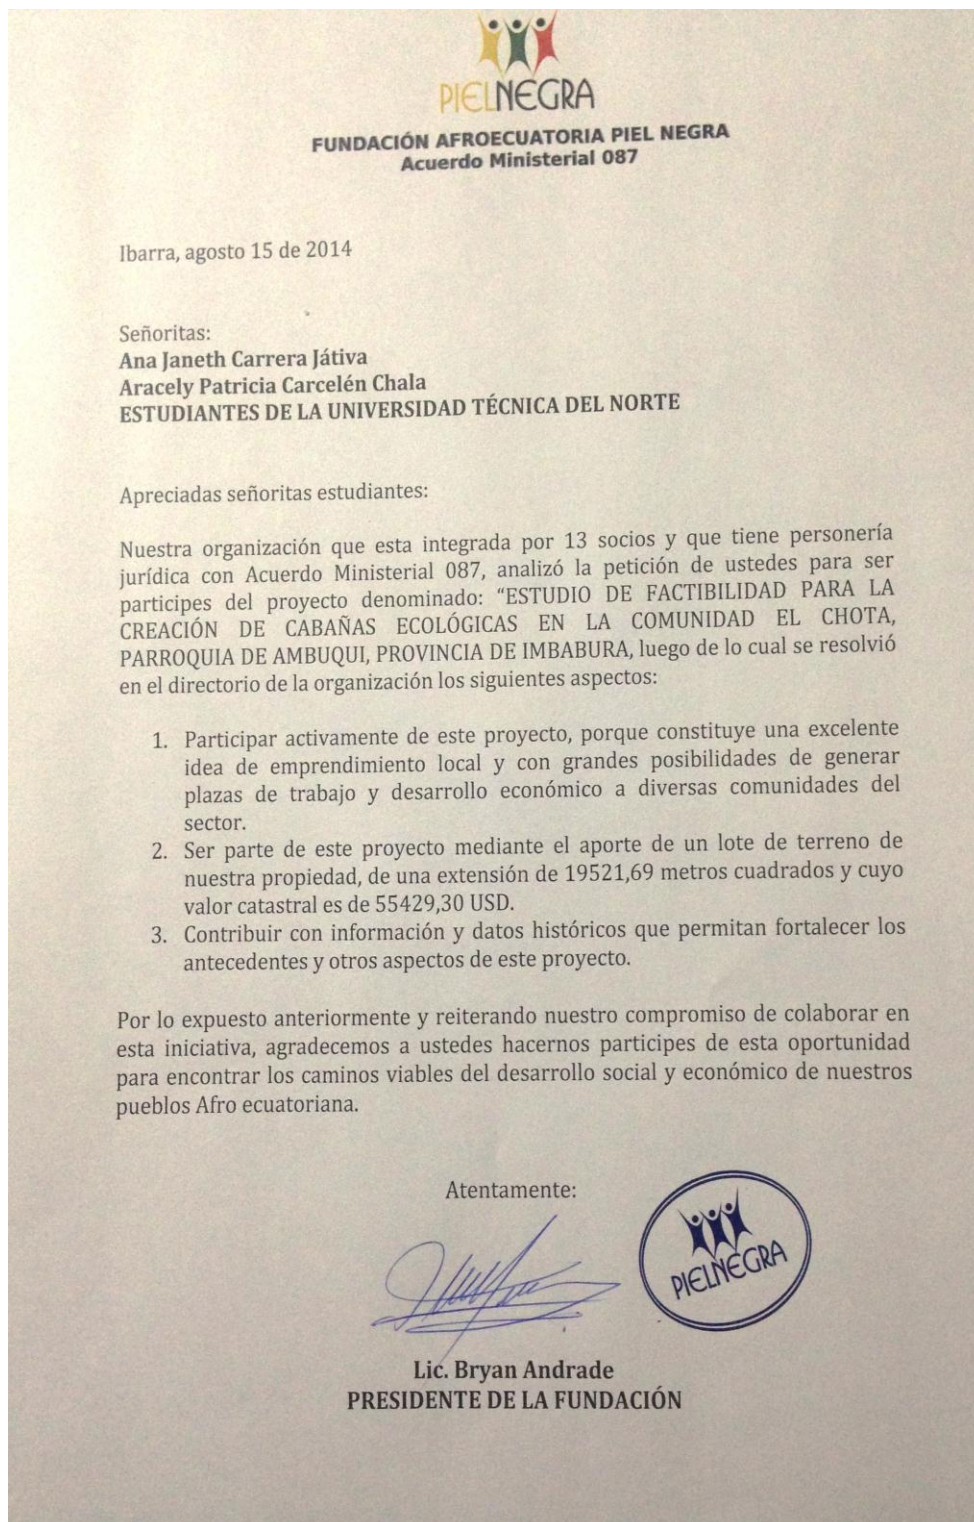 PIELNEGRA
FUNDACIÓN AFROECUATORIA PIEL NEGRA
Acuerdo Ministerial 087
Ibarra, agosto 15 de 2014
Señoritas:
Ana Janeth Carrera Játiva
Aracely Patricia Carcelén Chala
ESTUDIANTES DE LA UNIVERSIDAD TÉCNICA DEL NORTE
Apreciadas señoritas estudiantes:
Nuestra organización que esta integrada por 13 socios y que tiene personería
jurídica con Acuerdo Ministerial 087, analizó la petición de ustedes para ser
participes del proyecto denominado: “ESTUDIO DE FACTIBILIDAD PARA LA
CREACIÓN DE CABAÑAS ECOLÓGICAS EN LA COMUNIDAD EL CHOTA,
PARROQUIA DE AMBUQUI, PROVINCIA DE IMBABURA, luego de lo cual se resolvió
en el directorio de la organización los siguientes aspectos:
1. Participar activamente de este proyecto, porque constituye una excelente
idea de emprendimiento local y con grandes posibilidades de generar
plazas de trabajo y desarrollo económico a diversas comunidades del
sector.
2. Ser parte de este proyecto mediante el aporte de un lote de terreno de
nuestra propiedad, de una extensión de 19521,69 metros cuadrados y cuyo
valor catastral es de 55429,30 USD.
3. Contribuir con información y datos históricos que permitan fortalecer los
antecedentes y otros aspectos de este proyecto.
Por lo expuesto anteriormente y reiterando nuestro compromiso de colaborar en
esta iniciativa, agradecemos a ustedes hacernos participes de esta oportunidad
para encontrar los caminos viables del desarrollo social y económico de nuestros
pueblos Afro ecuatoriana.
Atentamente:
PIELNEGRA
Lic. Bryan Andrade
PRESIDENTE DE LA FUNDACIÓN